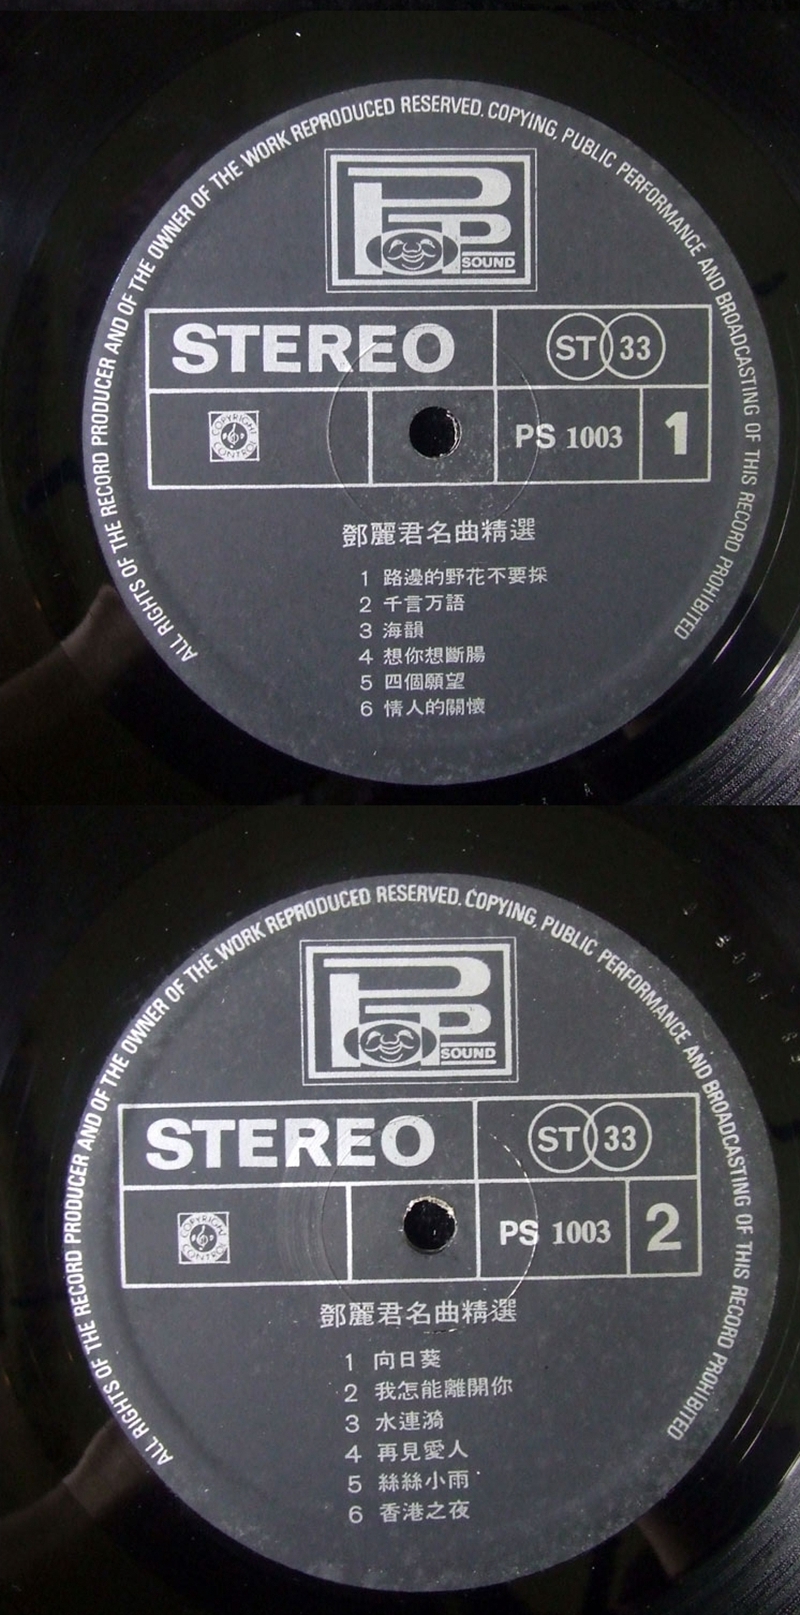 ALL RIGHTS OF THE RECORD PRODUCER AND OF THE OWNER OF THE WORK REPRODUCED RESERVED. COPYING, PUBLIC PERFORMANCE AND BROADCASTING OF THIS RECORD PROHIBITED
POP
SOUND
STEREO
ST 33
COPYRIGHT
CONTROL
PS 1003
1
鄧麗君名曲精選
1 路邊的野花不要採
2 千言万語
3 海韻
4 想你想斷腸
5 四個願望
6 情人的關懷
ALL RIGHTS OF THE RECORD PRODUCER AND OF THE OWNER OF THE WORK REPRODUCED RESERVED. COPYING, PUBLIC PERFORMANCE AND BROADCASTING OF THIS RECORD PROHIBITED
POP
SOUND
STEREO
ST 33
COPYRIGHT
CONTROL
PS 1003
2
鄧麗君名曲精選
1 向日葵
2 我怎能離開你
3 水連漪
4 再見愛人
5 絲絲小雨
6 香港之夜